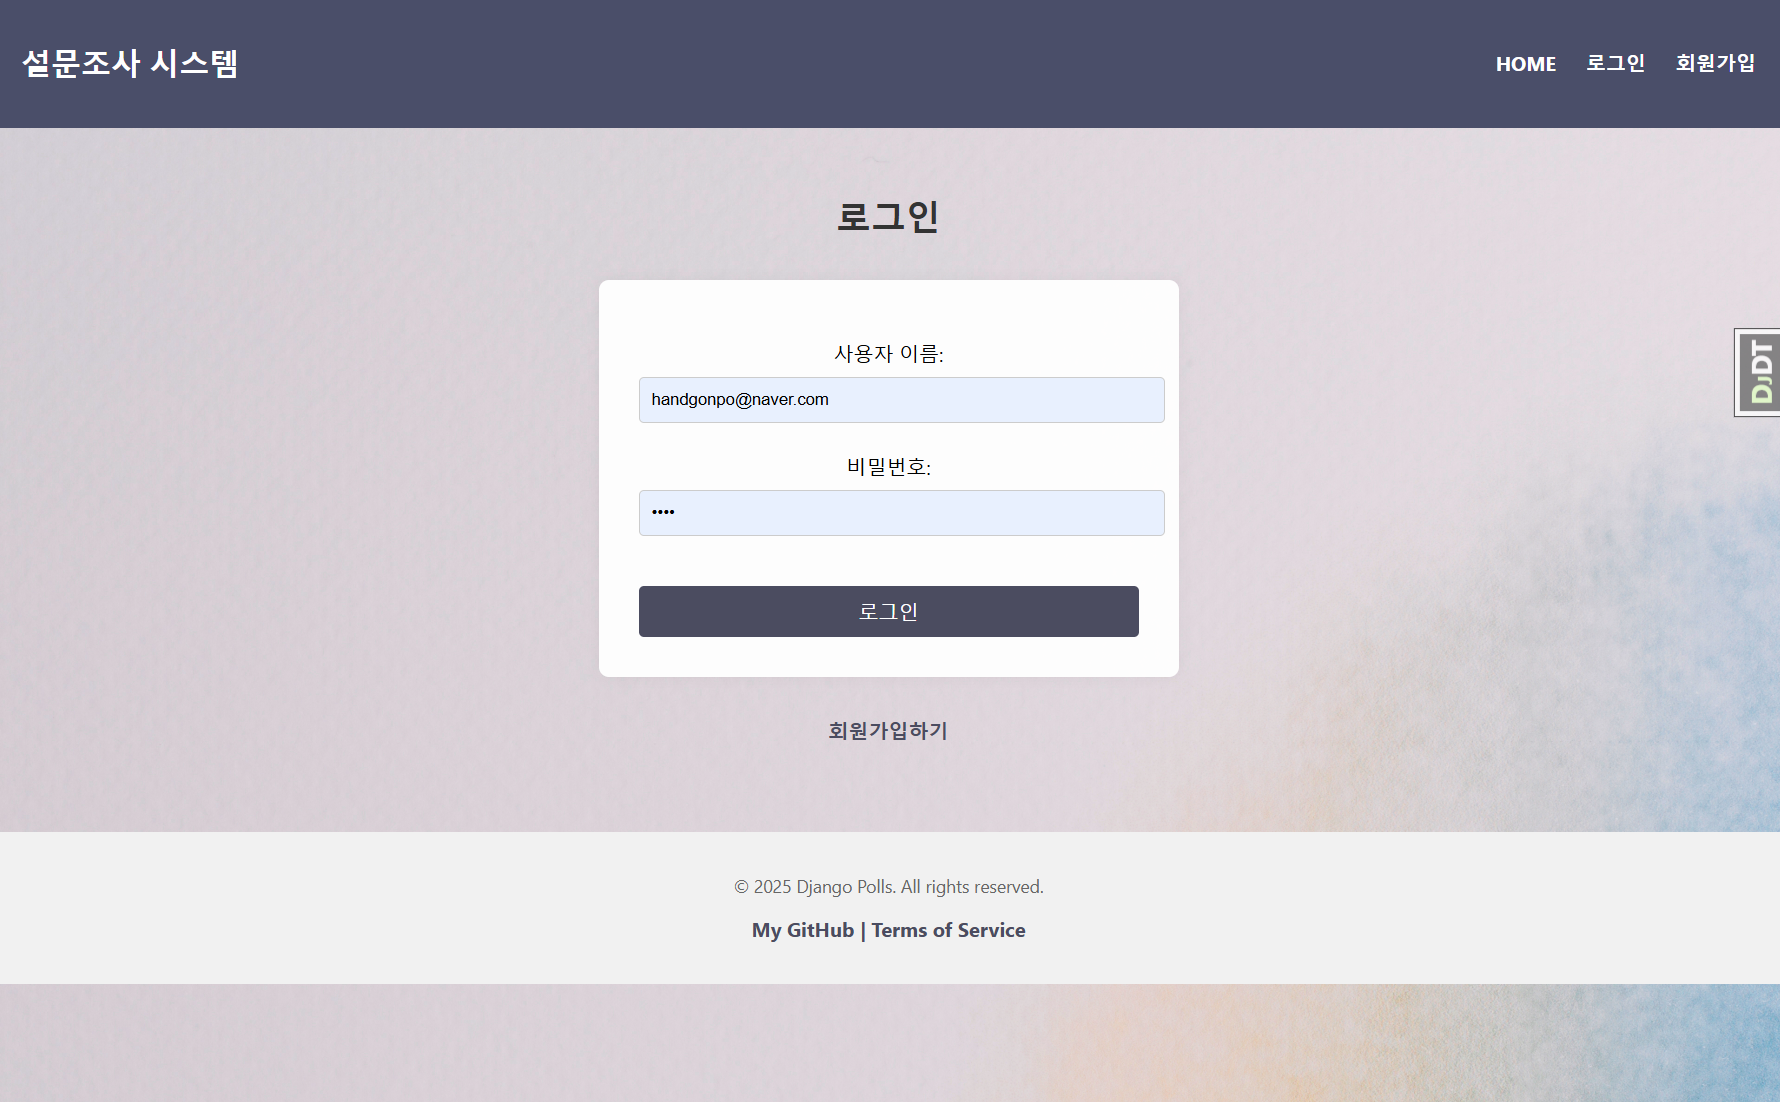 설문조사 시스템
HOME 로그인 회원가입
로그인
사용자 이름:
handgonpo@naver.com
비밀번호:
••••
로그인
회원가입하기
DJDT
© 2025 Django Polls. All rights reserved.
My GitHub | Terms of Service